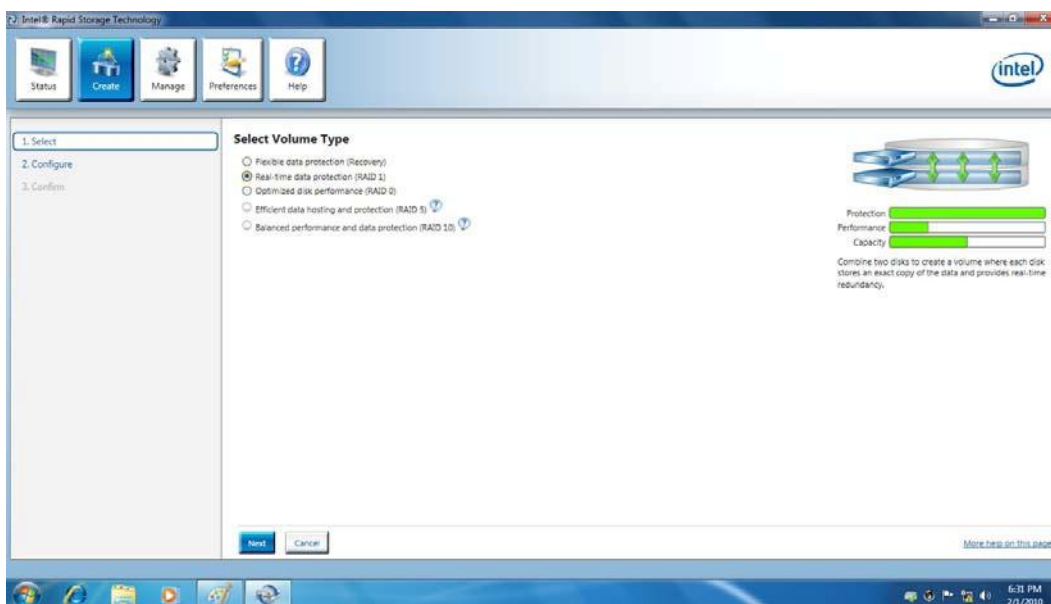 Intel® Rapid Storage Technology
Status
Create
Manage
Preferences
Help
intel
1. Select
2. Configure
3. Confirm
Select Volume Type
Flexible data protection (Recovery)
Real-time data protection (RAID 1)
Optimized disk performance (RAID 0)
Efficient data hosting and protection (RAID 5) ?
Balanced performance and data protection (RAID 10) ?
Protection
Performance
Capacity
Combine two disks to create a volume where each disk
stores an exact copy of the data and provides real-time
redundancy.
Next
Cancel
More help on this page
6:31 PM
2/1/2010